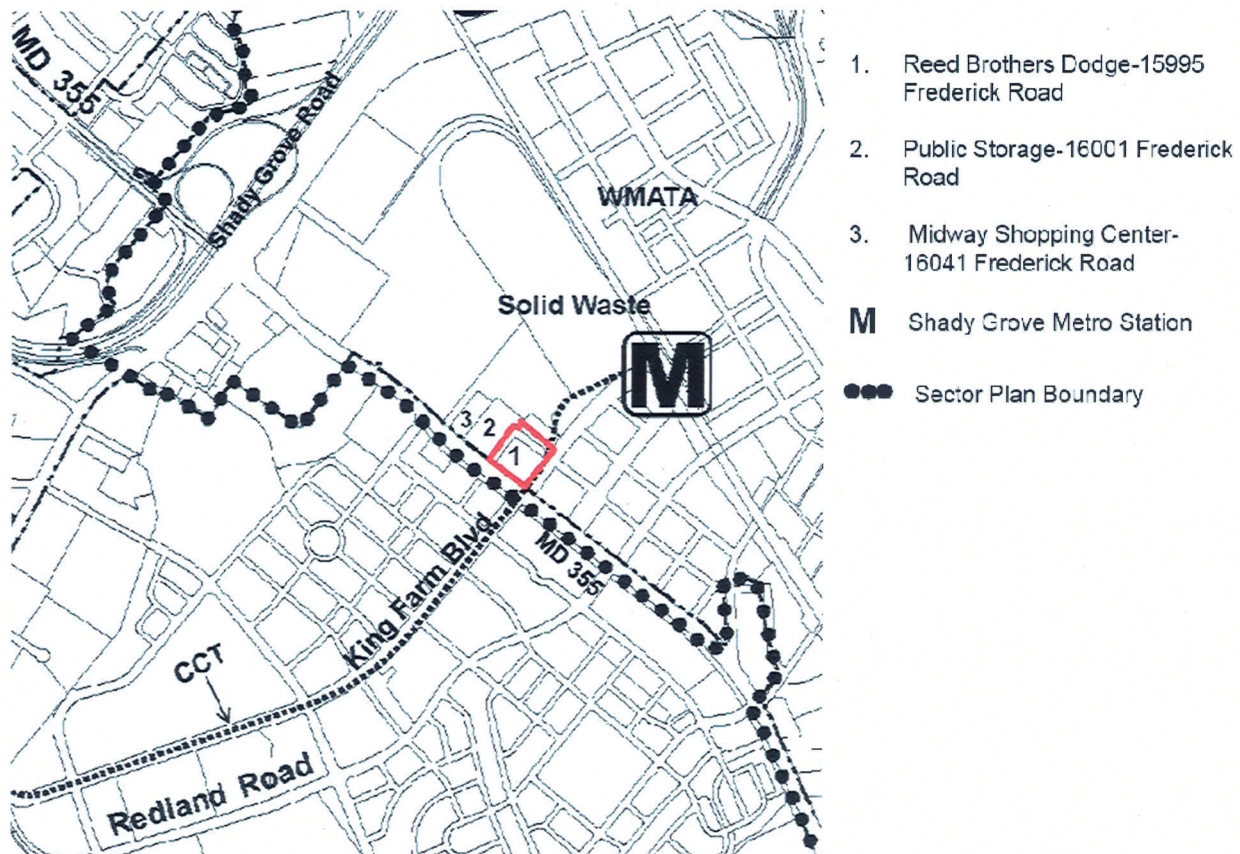 MD 355
Shady Grove Road
WMATA
Solid Waste
M
3
2
1
MD 355
King Farm Blvd
CCT
Redland Road
1. Reed Brothers Dodge-15995
Frederick Road
2. Public Storage-16001 Frederick
Road
3. Midway Shopping Center-
16041 Frederick Road
M Shady Grove Metro Station
Sector Plan Boundary